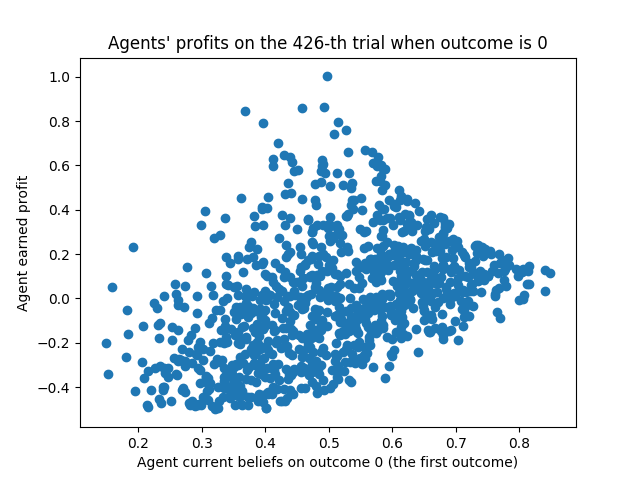 Agents' profits on the 426-th trial when outcome is 0
1.0
0.8
0.6
0.4
0.2
0.0
−0.2
−0.4
Agent earned profit
0.2 0.3 0.4 0.5 0.6 0.7 0.8
Agent current beliefs on outcome 0 (the first outcome)